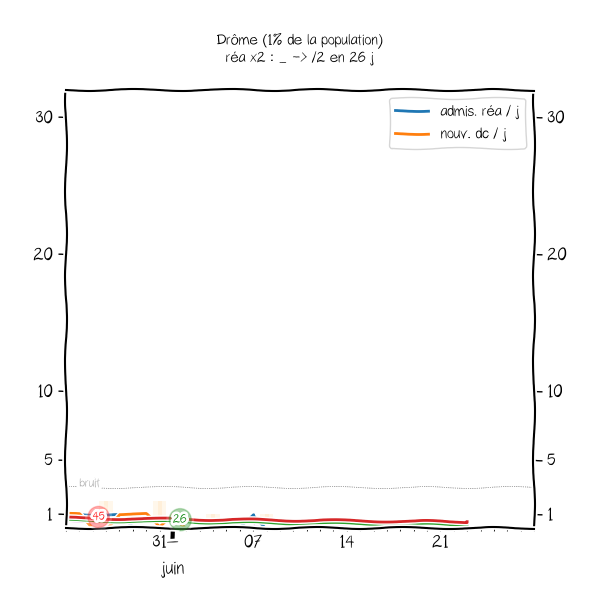 Drôme (1% de la population)
réa x2 : _ -> /2 en 26 j
admis. réa / j
nouv. dc / j
30
30
20
20
10
10
5
5
bruit
1
45
26
1
31
07
14
21
juin